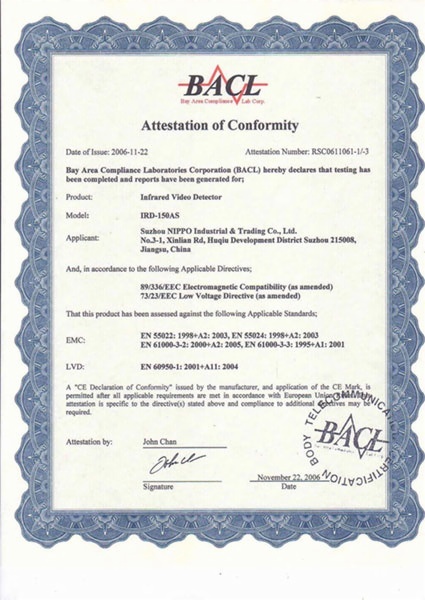 BACL
Bay Area Compliance Lab Corp.
Attestation of Conformity
Date of Issue: 2006-11-22 Attestation Number: RSC0611061-1/-3
Bay Area Compliance Laboratories Corporation (BACL) hereby declares that testing has
been completed and reports have been generated for;
Product: Infrared Video Detector
Model: IRD-150AS
Applicant: Suzhou NIPPO Industrial & Trading Co., Ltd.
No.3-1, Xinlian Rd, Huqiu Development District Suzhou 215008,
Jiangsu, China
And, in accordance to the following Applicable Directives;
89/336/EEC Electromagnetic Compatibility (as amended)
73/23/EEC Low Voltage Directive (as amended)
That this product has been assessed against the following Applicable Standards;
EMC: EN 55022: 1998+A2: 2003, EN 55024: 1998+A2: 2003
EN 61000-3-2: 2000+A2: 2005, EN 61000-3-3: 1995+A1: 2001
LVD: EN 60950-1: 2001+A11: 2004
A "CE Declaration of Conformity" issued by the manufacturer, and application of the CE Mark, is
permitted after all applicable requirements are met in accordance with European Union
attestation is specific to the directive(s) stated above and compliance to additional may be
required.
Attestation by: John Chan
John C
Signature
November 22, 2006
Date
BODY TELECOMMUNICA
BACL
CERTIFICATION